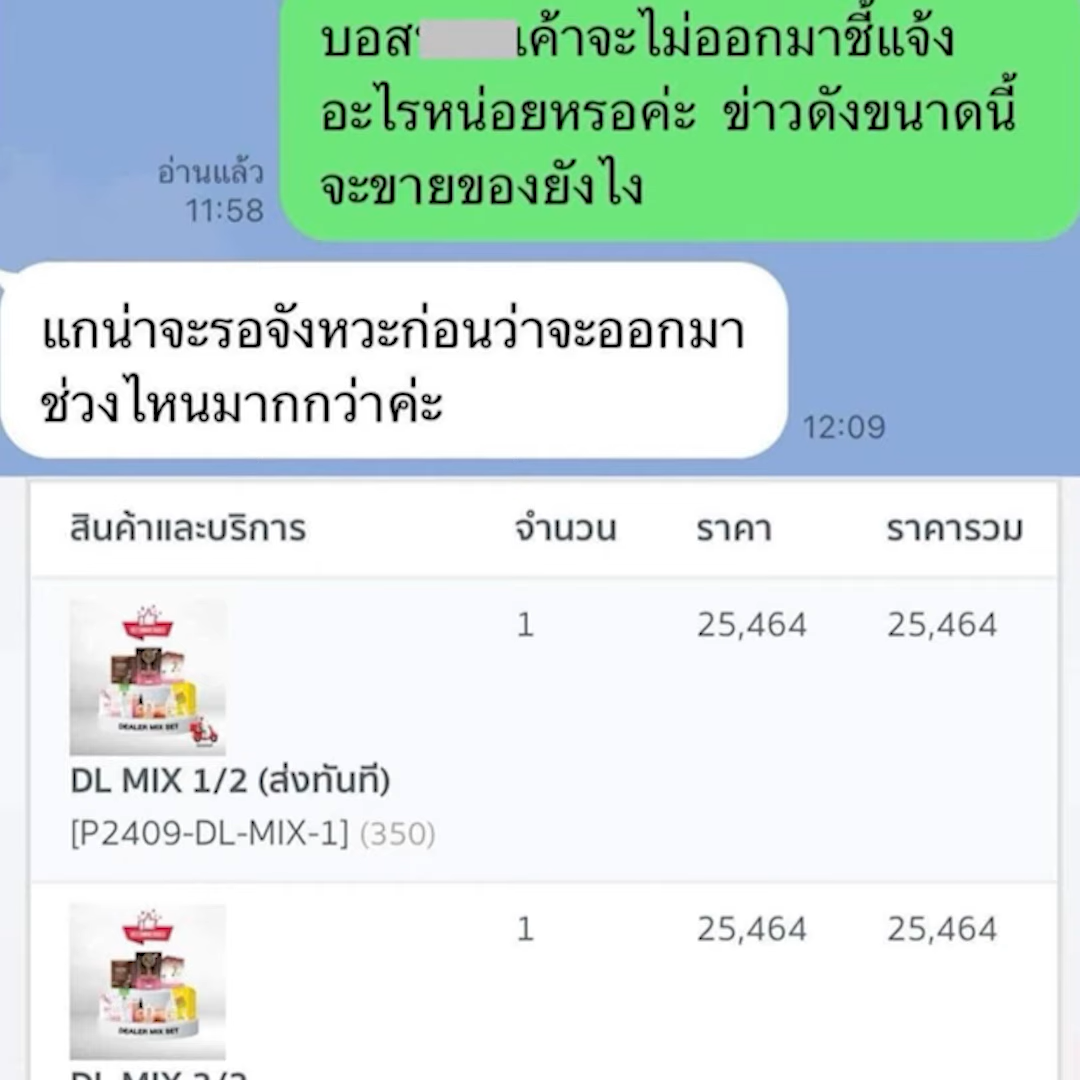 บอส เค้าจะไม่ออกมาชี้แจ้ง
อะไรหน่อยหรอค่ะ ข่าวดังขนาดนี้
จะขายของยังไง
อ่านแล้ว
11:58
แกน่าจะรอจังหวะก่อนว่าจะออกมา
ช่วงไหนมากกว่าค่ะ
12:09
สินค้าและบริการ จำนวน ราคา ราคารวม
1 25,464 25,464
DEALER MIX SET
DL MIX 1/2 (ส่งทันที)
[P2409-DL-MIX-1] (350)
1 25,464 25,464
DEALER MIX SET
DL MIX 2/2